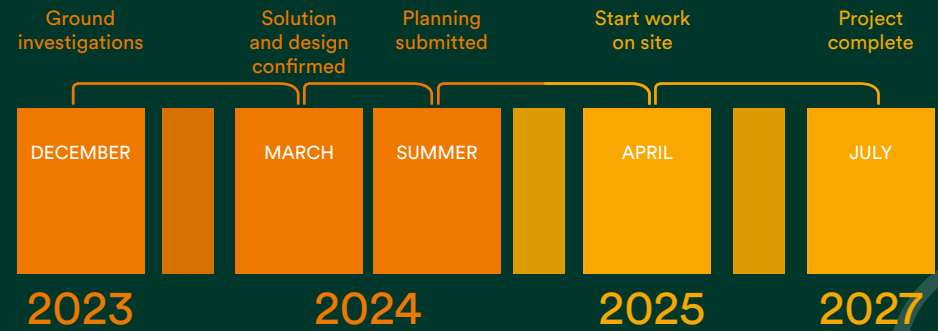 Ground
investigations
Solution
and design
confirmed
Planning
submitted
Start work
on site
Project
complete
DECEMBER
MARCH
SUMMER
APRIL
JULY
2023
2024
2025
2027